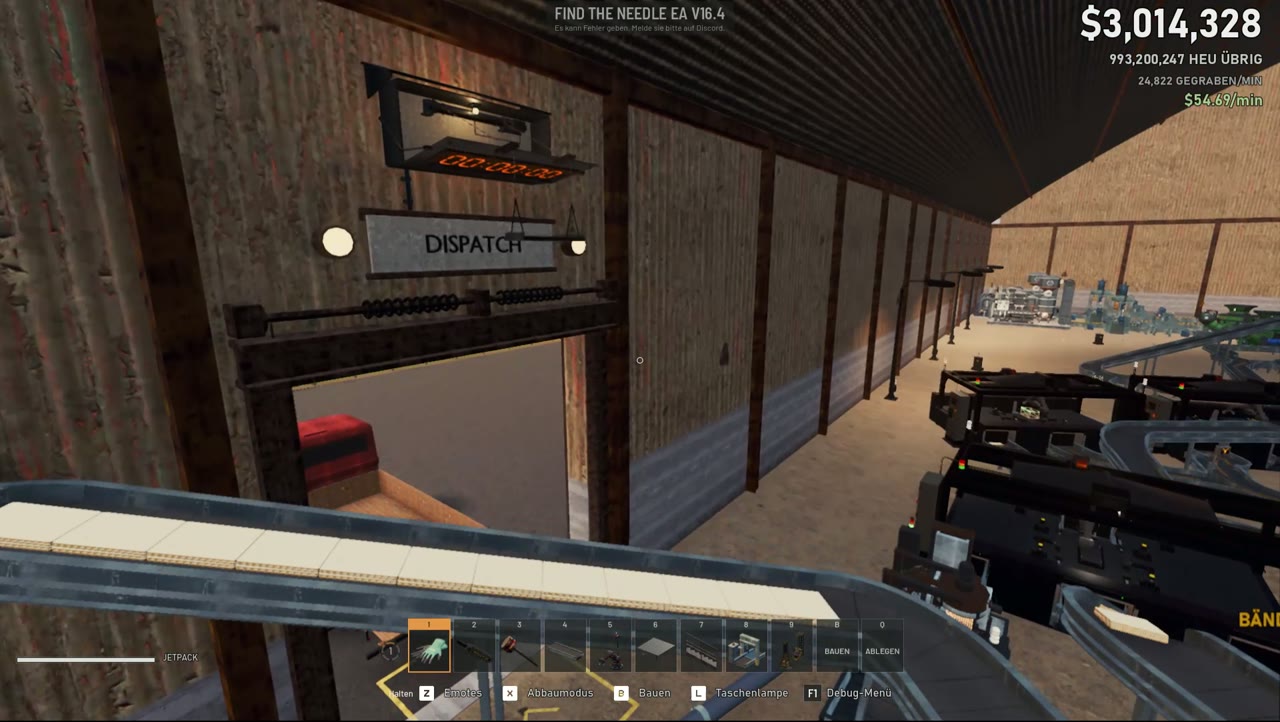 FIND THE NEEDLE EA V16.4
Es kann Fehler geben. Melde sie bitte auf Discord.
$3,014,328
993,200,247 HEU ÜBRIG
24,822 GEGRABEN/MIN
$54.69/min
00:00:00
DISPATCH
BÄND
JETPACK
1 2 3 4 5 6 7 8 9 B 0
BAUEN ABLEGEN
Halten Z Emotes X Abbaumodus B Bauen L Taschenlampe F1 Debug-Menü